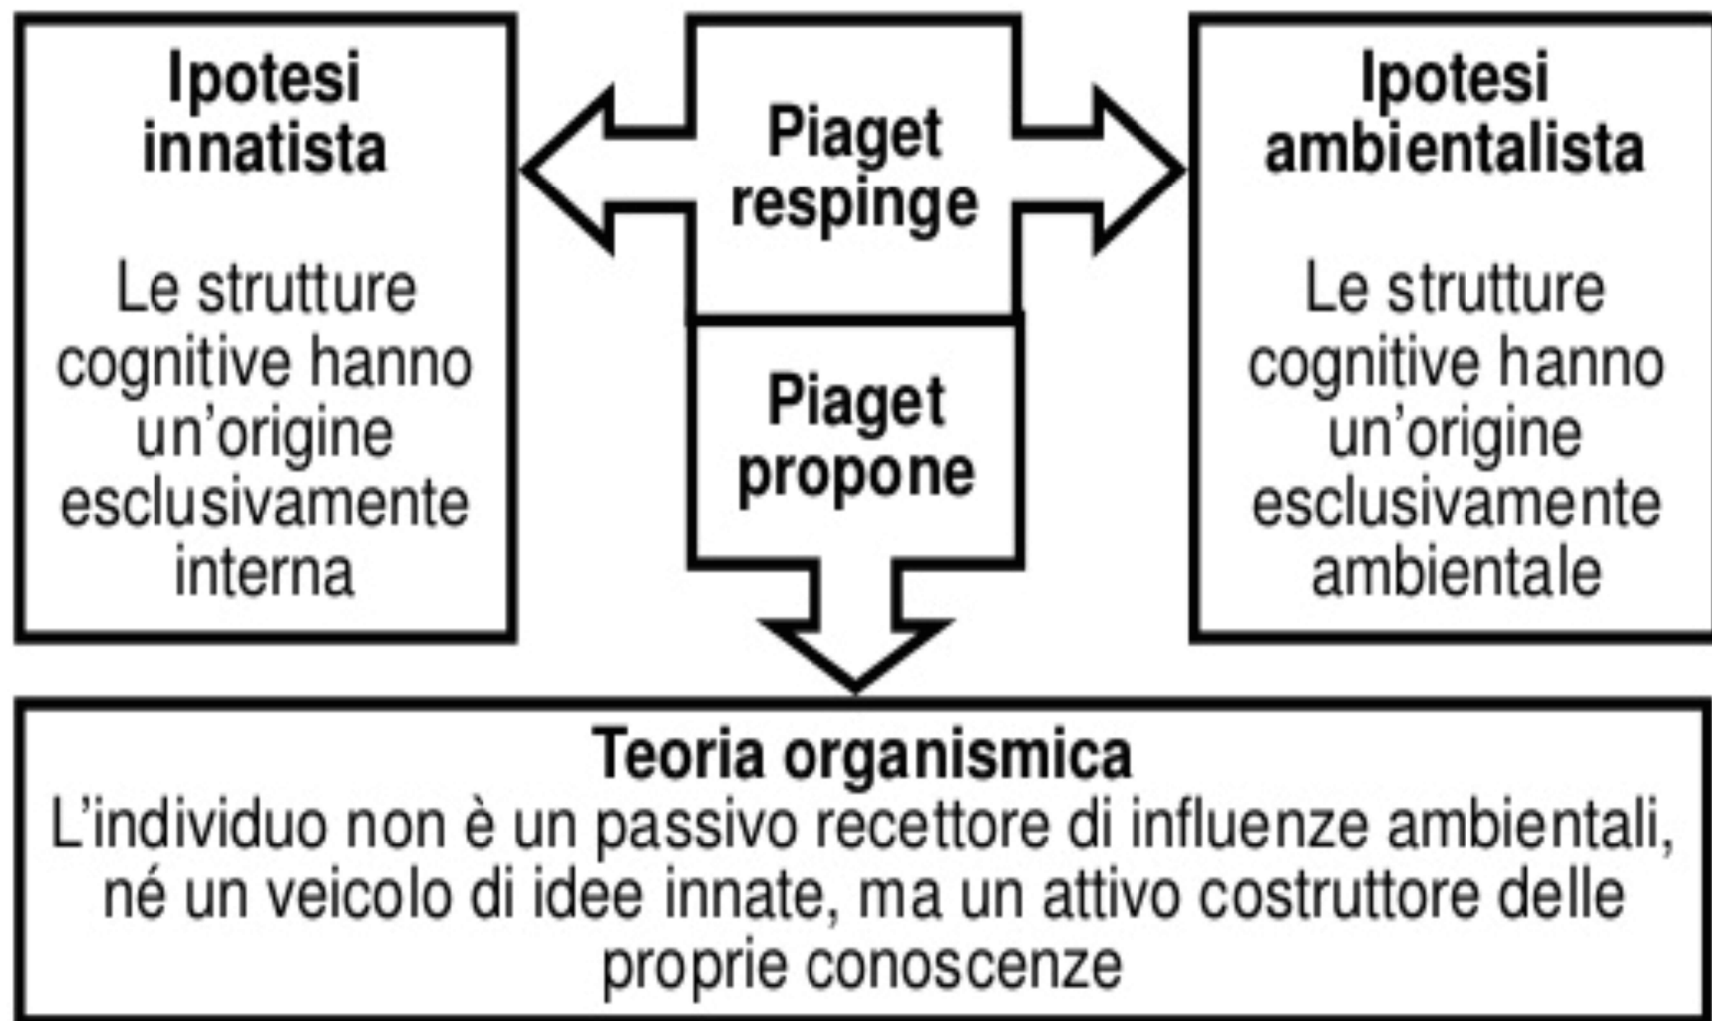 Ipotesi
innatista
Le strutture
cognitive hanno
un’origine
esclusivamente
interna
Piaget
respinge
Ipotesi
ambientalista
Le strutture
cognitive hanno
un’origine
esclusivamente
ambientale
Piaget
propone
Teoria organismica
L’individuo non è un passivo recettore di influenze ambientali,
né un veicolo di idee innate, ma un attivo costruttore delle
proprie conoscenze